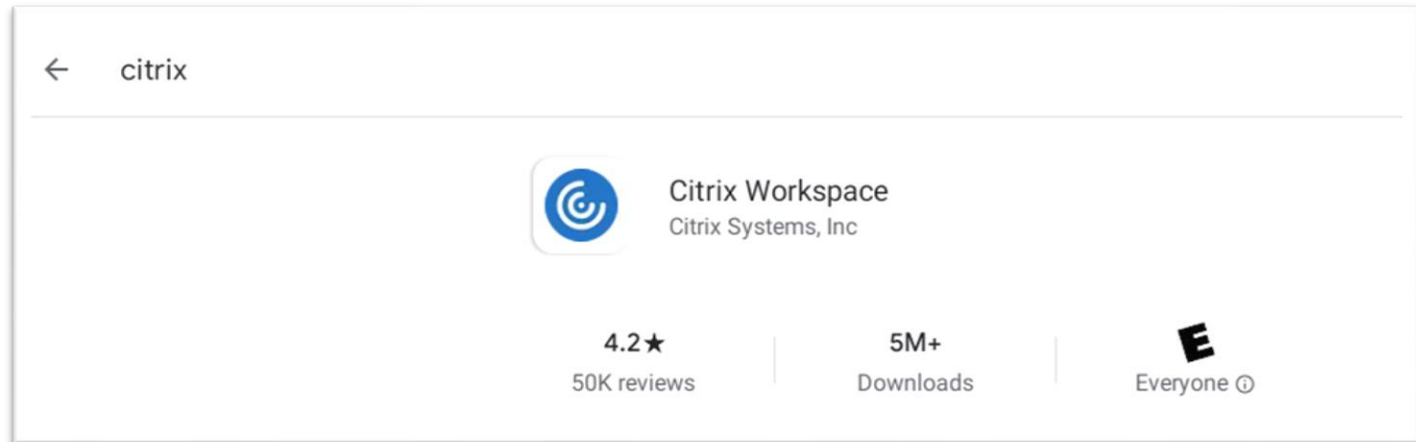 citrix
Citrix Workspace
Citrix Systems, Inc
4.2★
5M+
E
50K reviews
Downloads
Everyone